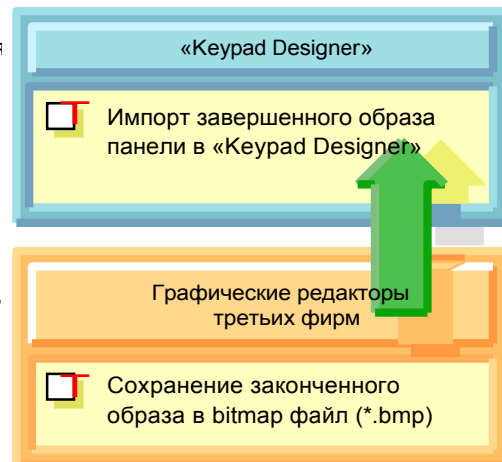 «Keypad Designer»
Импорт завершенного образа
панели в «Keypad Designer»
Графические редакторы
третьих фирм
Сохранение законченного
образа в bitmap файл (*.bmp)